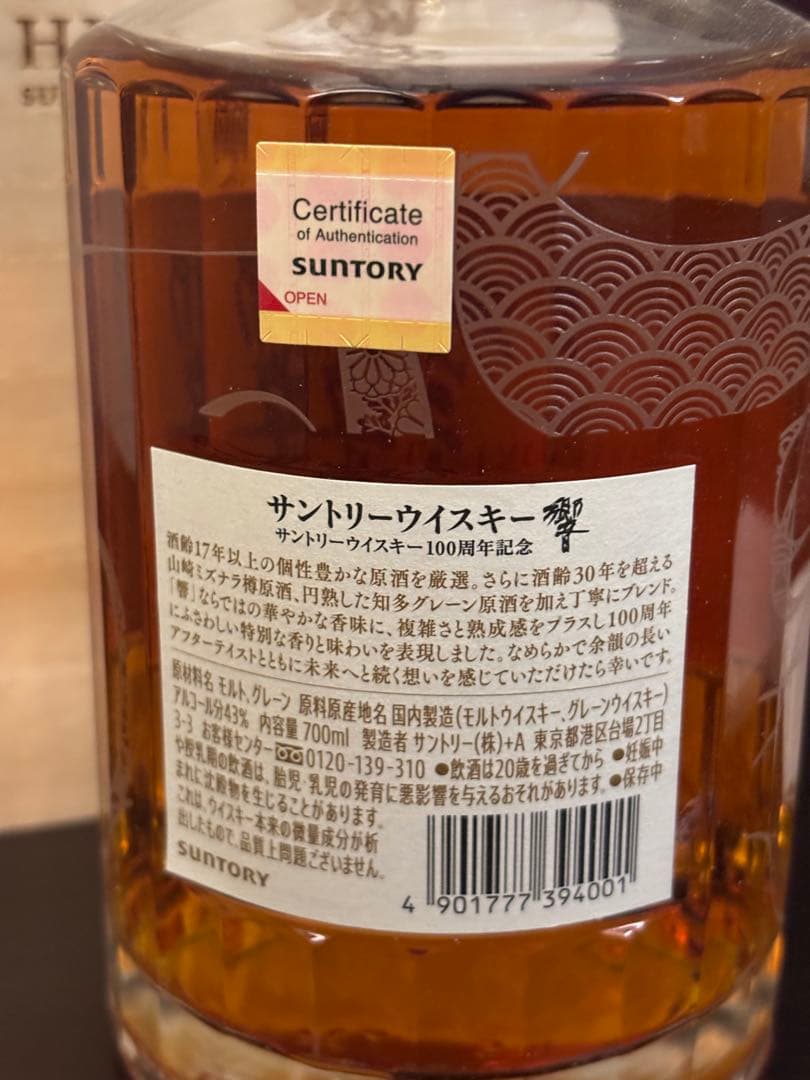 H
SU
Certificate
of Authentication
SUNTORY
OPEN
サントリーウイスキー響
サントリーウイスキー100周年記念
酒齢17年以上の個性豊かな原酒を厳選。さらに酒齢30年を超える
山崎ミズナラ樽原酒、円熟した知多グレーン原酒を加え丁寧にブレンド。
「響」ならではの華やかな香味に、複雑さと熟成感をプラスし100周年
にふさわしい特別な香りと味わいを表現しました。なめらかで余韻の長い
アフターテイストとともに未来へと続く想いを感じていただけたら幸いです。
原材料名 モルト、グレーン 原料原産地名 国内製造(モルトウイスキー、グレーンウイスキー)
アルコール分43% 内容量 700ml 製造者 サントリー(株)+A 東京都港区台場2丁目
3-3 お客様センター 0120-139-310 ●飲酒は20歳を過ぎてから ●妊娠中
や授乳期の飲酒は、胎児・乳児の発育に悪影響を与えるおそれがあります。●保存中
まれに沈殿物を生じることがあります。
これは、ウイスキー本来の微量成分が析
出したもので、品質上問題ございません。
SUNTORY
4 901777 394001